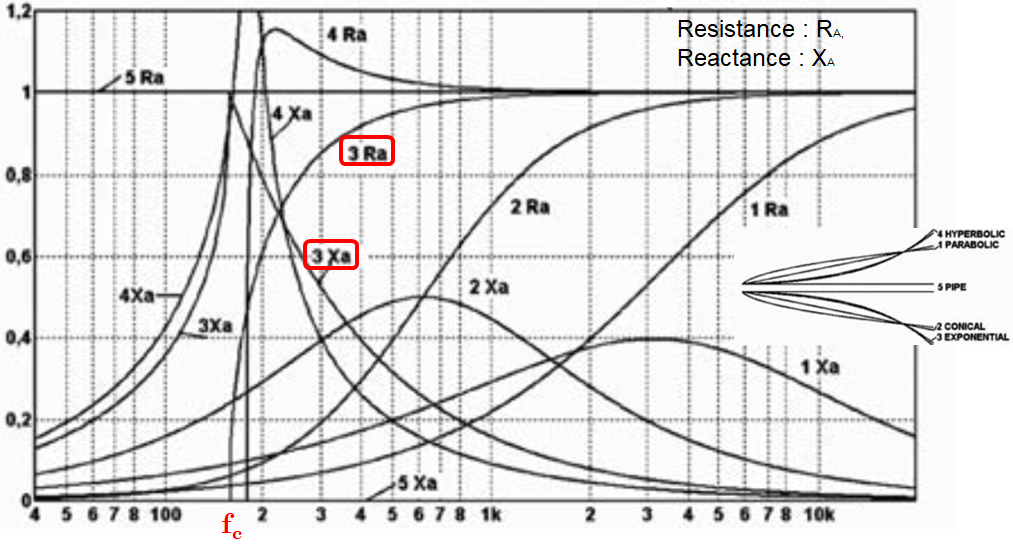 1,2
Resistance : RA,
Reactance : XA
4 Ra
5 Ra
1
4 Xa
3 Ra
0,8
2 Ra
1 Ra
4 HYPERBOLIC
1 PARABOLIC
0,6
3 Xa
5 PIPE
4Xa
2 Xa
3Xa
2 CONICAL
3 EXPONENTIAL
0,4
1 Xa
0,2
5 Xa
0
4 5 6 7 8 100 2 3 4 5 6 7 8 1k 2 3 4 5 6 7 8 10k
fc